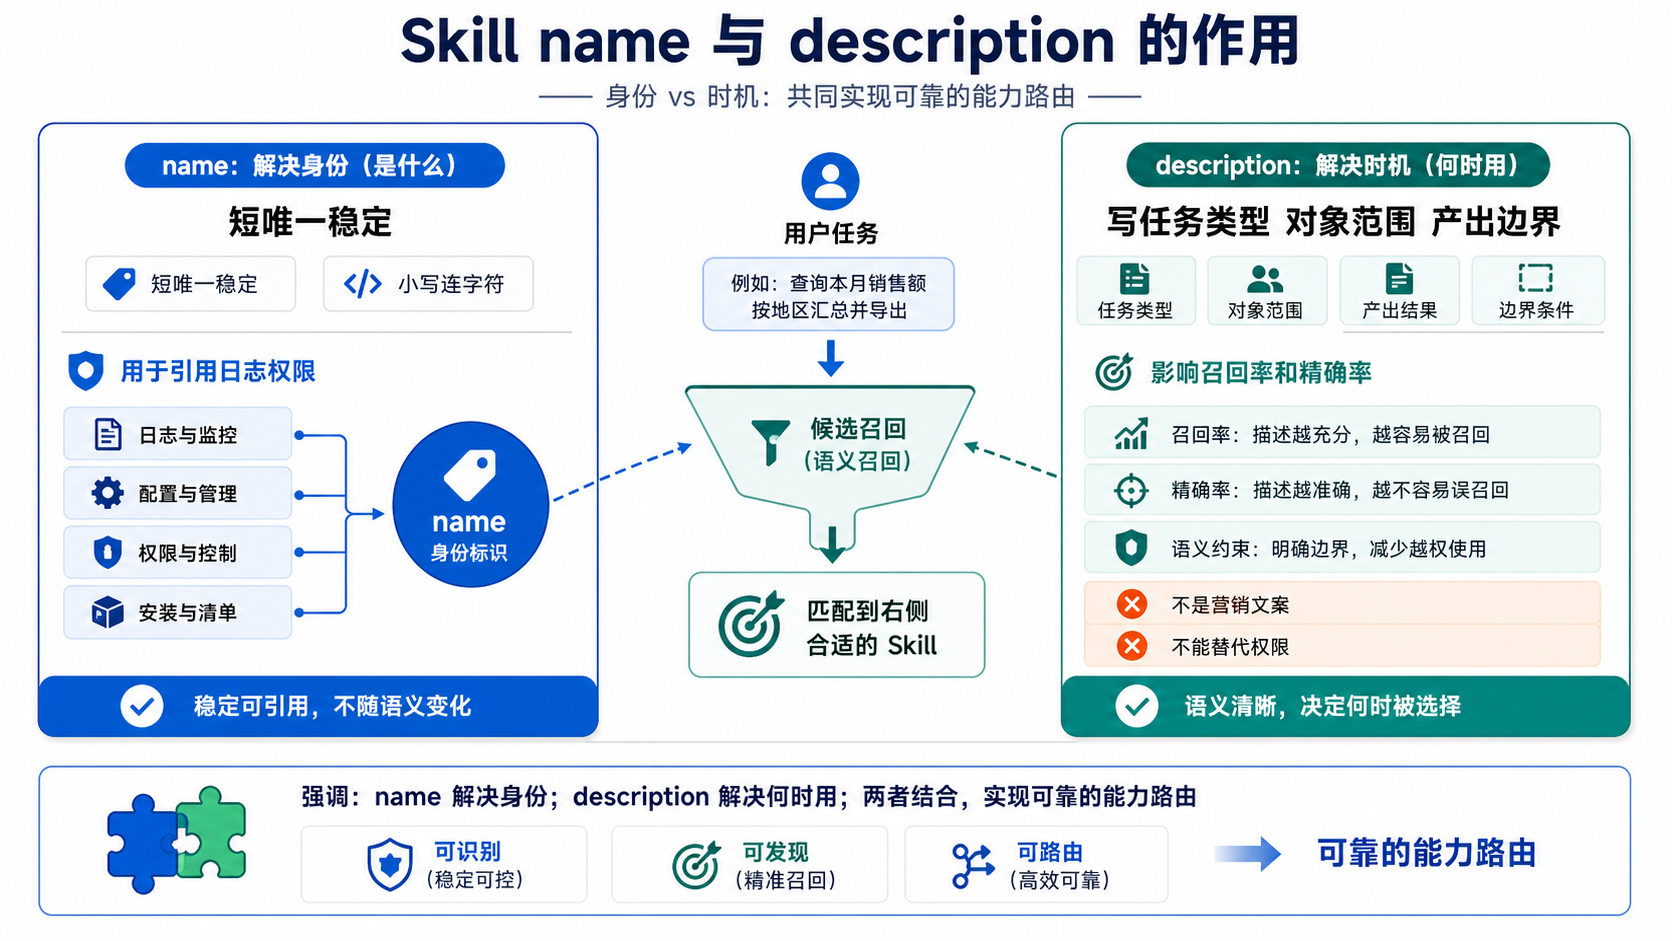 Skill name 与 description 的作用
身份 vs 时机：共同实现可靠的能力路由
name：解决身份（是什么）
短唯一稳定
短唯一稳定
小写连字符
用于引用日志权限
日志与监控
配置与管理
权限与控制
安装与清单
name
身份标识
稳定可引用，不随语义变化
用户任务
例如：查询本月销售额
按地区汇总并导出
候选召回
（语义召回）
匹配到右侧
合适的 Skill
description：解决时机（何时用）
写任务类型 对象范围 产出边界
任务类型
对象范围
产出结果
边界条件
影响召回率和精确率
召回率：描述越充分，越容易被召回
精确率：描述越准确，越不容易误召回
语义约束：明确边界，减少越权使用
不是营销文案
不能替代权限
语义清晰，决定何时被选择
强调：name 解决身份；description 解决何时用；两者结合，实现可靠的能力路由
可识别
（稳定可控）
可发现
（精准召回）
可路由
（高效可靠）
可靠的能力路由